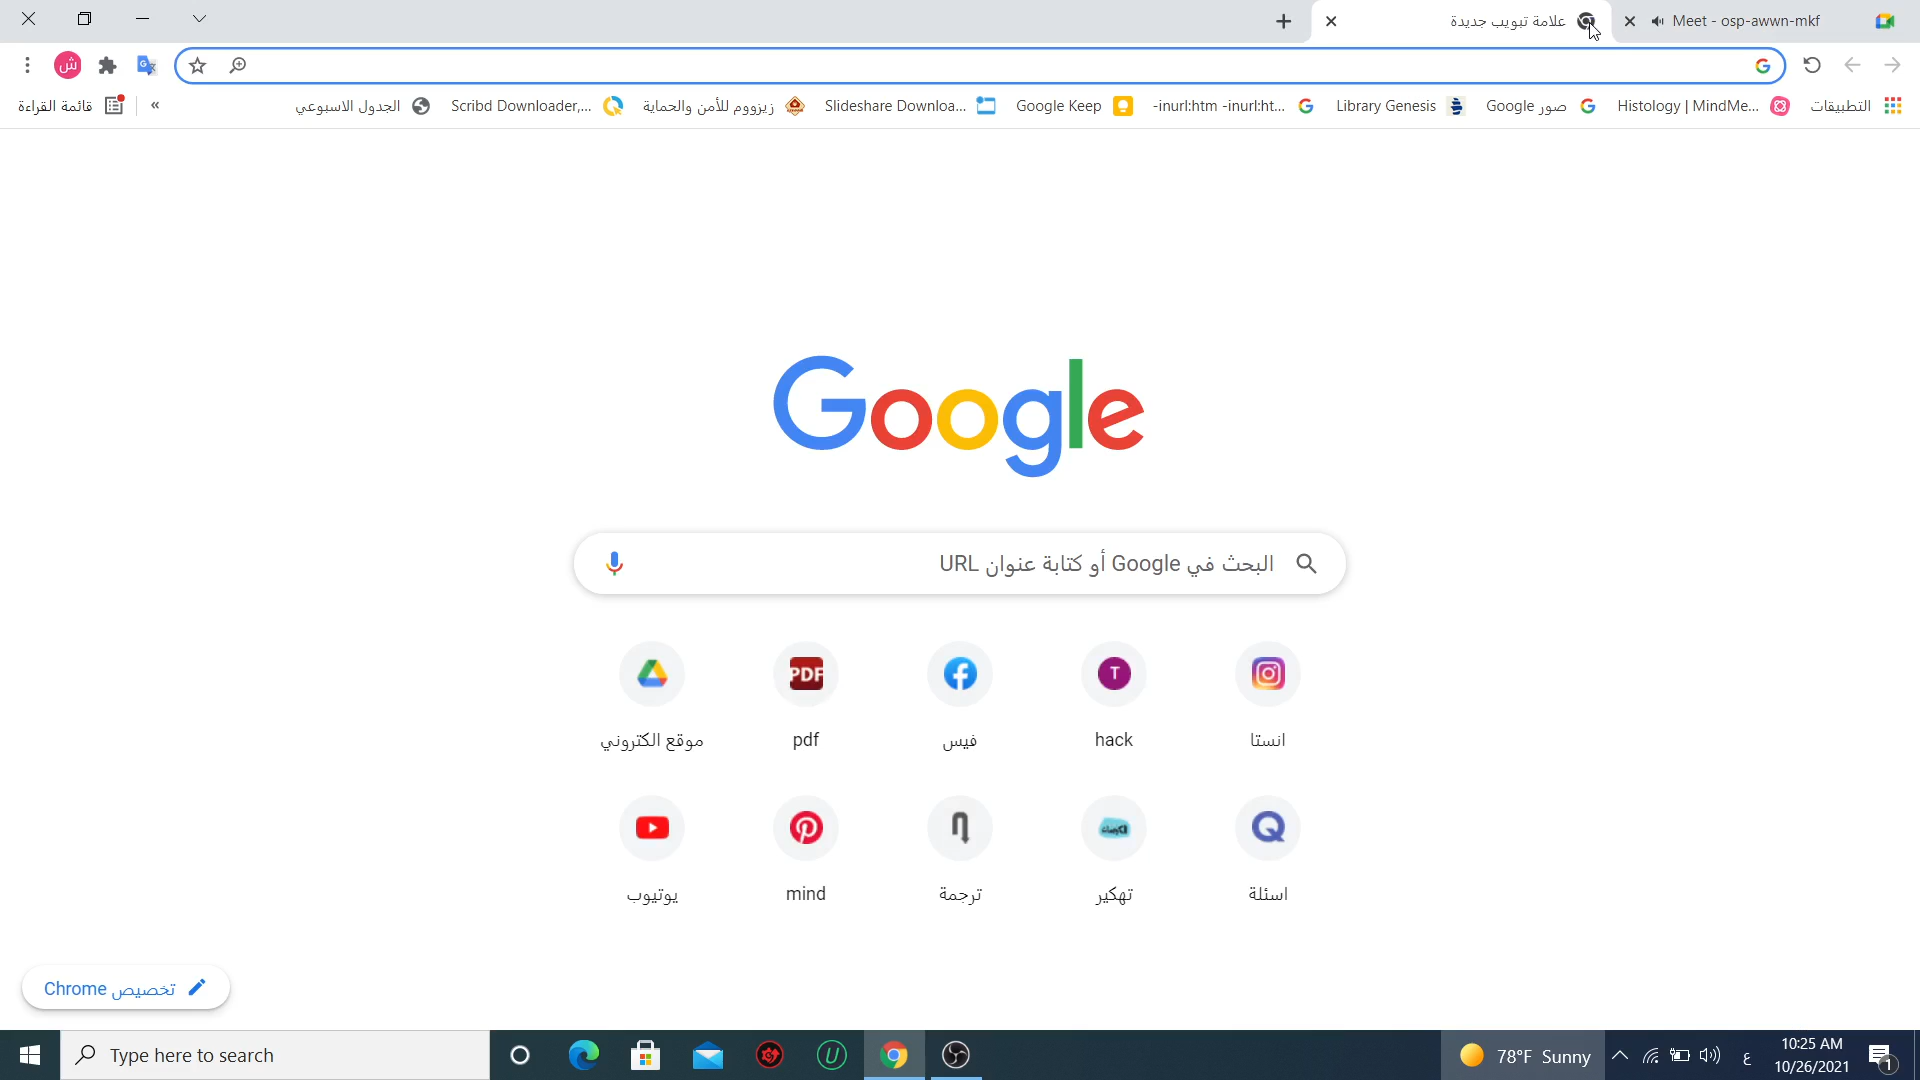 Meet - osp-awwn-mkf
علامة تبويب جديدة
التطبيقات
Histology | MindMe...
صور Google
Library Genesis
-inurl:htm -inurl:ht...
Google Keep
Slideshare Downloa...
زيزووم للأمن والحماية
Scribd Downloader,...
الجدول الاسبوعي
»
قائمة القراءة
ش
Google
البحث في Google أو كتابة عنوان URL
انستا
hack
فيس
pdf
موقع الكتروني
اسئلة
تهكير
ترجمة
mind
يوتيوب
تخصيص Chrome
Type here to search
78°F Sunny
ع
10:25 AM
10/26/2021
1